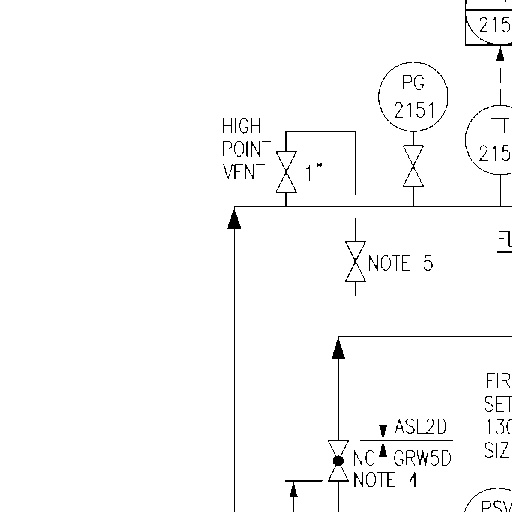 215
PG
2151
T
215
HIGH
POINT
VENT
1"
NOTE 5
FIR
SET
130
SIZ
ASL2D
NC
GRW5D
NOTE 4
PSV